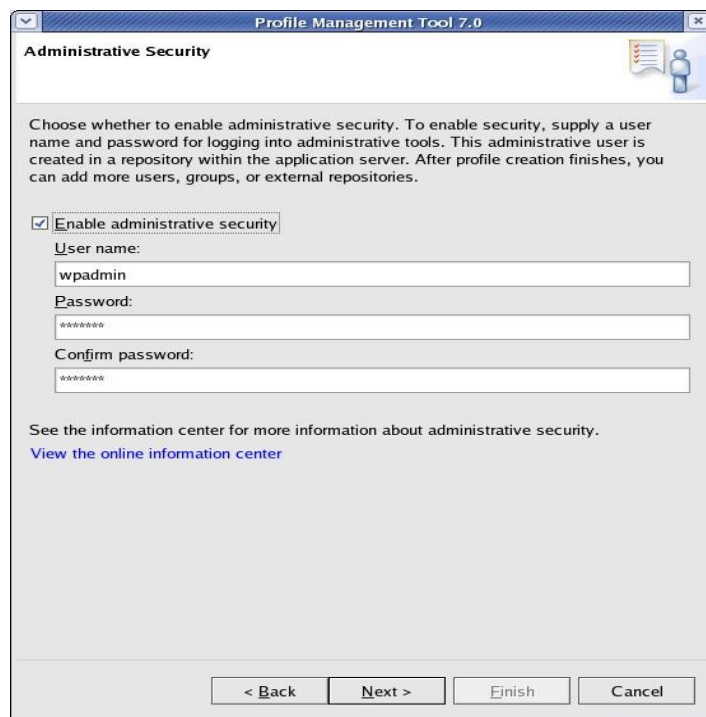 Profile Management Tool 7.0
Administrative Security
Choose whether to enable administrative security. To enable security, supply a user
name and password for logging into administrative tools. This administrative user is
created in a repository within the application server. After profile creation finishes, you
can add more users, groups, or external repositories.
Enable administrative security
User name:
wpadmin
Password:
*******
Confirm password:
*******
See the information center for more information about administrative security.
View the online information center
< Back
Next >
Finish
Cancel